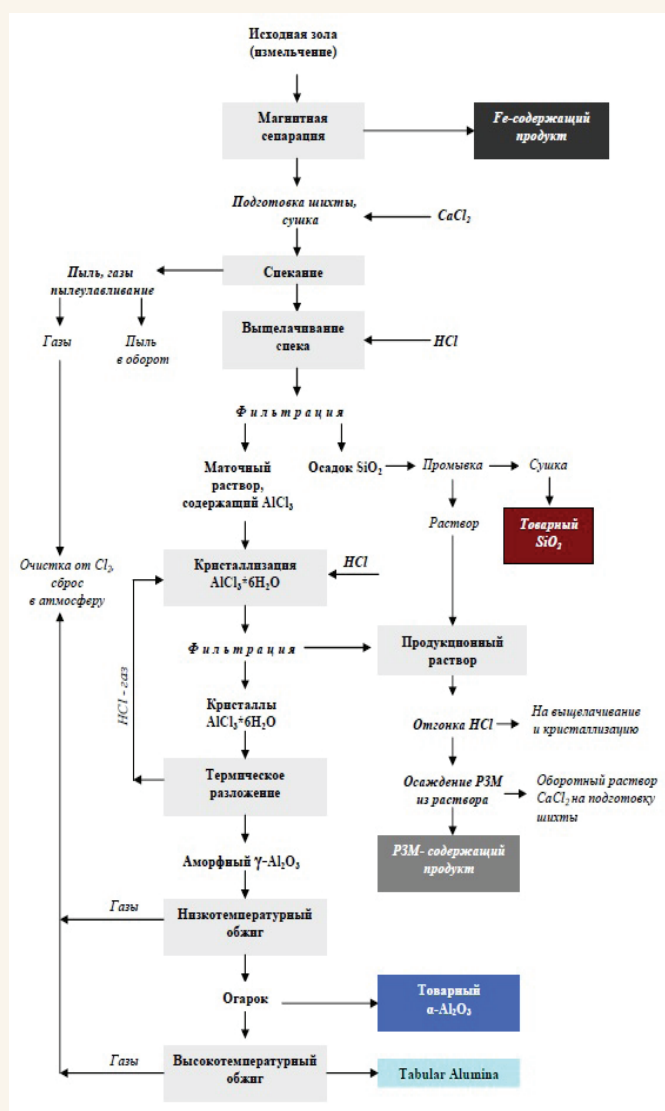 Исходная зола
(измельчение)
Магнитная
сепарация
Fe-содержащий
продукт
Подготовка шихты,
сушка
CaCl₂
Пыль, газы
пылеулавливание
Спекание
Газы
Пыль
в оборот
Выщелачивание
спека
HCl
Фильтрация
Маточный
раствор,
содержащий AlCl₃
Осадок SiO₂
Промывка
Сушка
Раствор
Товарный
SiO₂
Очистка от Cl₂,
сброс
в атмосферу
Кристаллизация
AlCl₃*6H₂O
HCl
HCl - газ
Фильтрация
Продукционный
раствор
Кристаллы
AlCl₃*6H₂O
Отгонка HCl
На выщелачивание
и кристаллизацию
Термическое
разложение
Осаждение РЗМ
из раствора
Оборотный раствор
CaCl₂ на подготовку
шихты
Аморфный γ-Al₂O₃
РЗМ- содержащий
продукт
Газы
Низкотемпературный
обжиг
Огарок
Товарный
α-Al₂O₃
Газы
Высокотемпературный
обжиг
Tabular Alumina